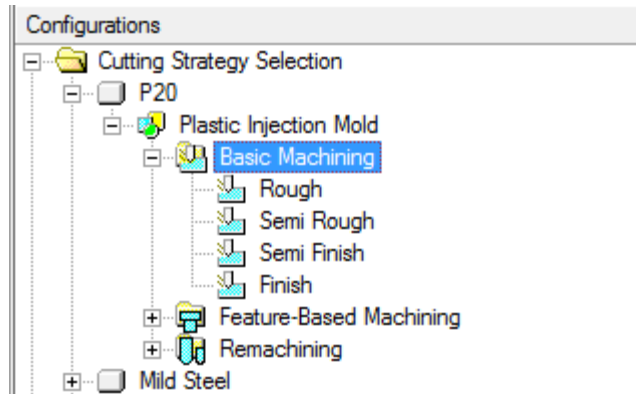 Configurations
Cutting Strategy Selection
P20
Plastic Injection Mold
Basic Machining
Rough
Semi Rough
Semi Finish
Finish
Feature-Based Machining
Remachining
Mild Steel